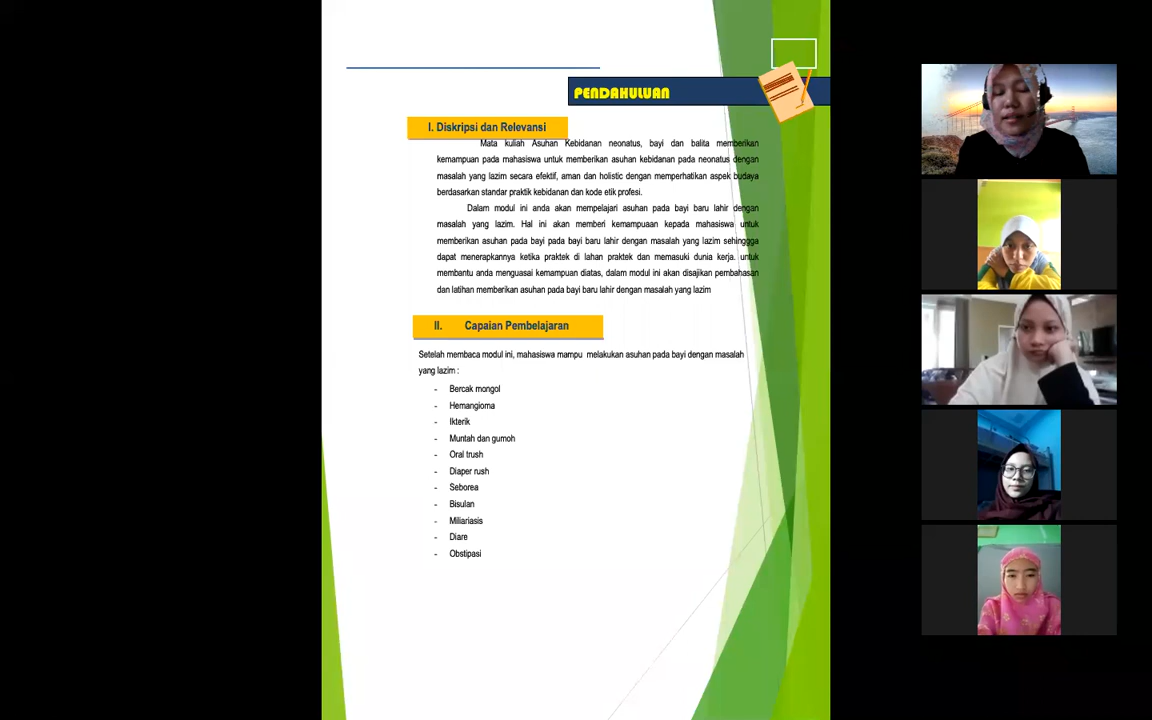 PENDAHULUAN
I. Diskripsi dan Relevansi
Mata kuliah Asuhan Kebidanan neonatus, bayi dan balita memberikan
kemampuan pada mahasiswa untuk memberikan asuhan kebidanan pada neonatus dengan
masalah yang lazim secara efektif, aman dan holistic dengan memperhatikan aspek budaya
berdasarkan standar praktik kebidanan dan kode etik profesi.
Dalam modul ini anda akan mempelajari asuhan pada bayi baru lahir dengan
masalah yang lazim. Hal ini akan memberi kemampuaan kepada mahasiswa untuk
memberikan asuhan pada bayi pada bayi baru lahir dengan masalah yang lazim sehinggga
dapat menerapkannya ketika praktek di lahan praktek dan memasuki dunia kerja. untuk
membantu anda menguasai kemampuan diatas, dalam modul ini akan disajikan pembahasan
dan latihan memberikan asuhan pada bayi baru lahir dengan masalah yang lazim
II. Capaian Pembelajaran
Setelah membaca modul ini, mahasiswa mampu melakukan asuhan pada bayi dengan masalah
yang lazim :
- Bercak mongol
- Hemangioma
- Ikterik
- Muntah dan gumoh
- Oral trush
- Diaper rush
- Seborea
- Bisulan
- Miliariasis
- Diare
- Obstipasi